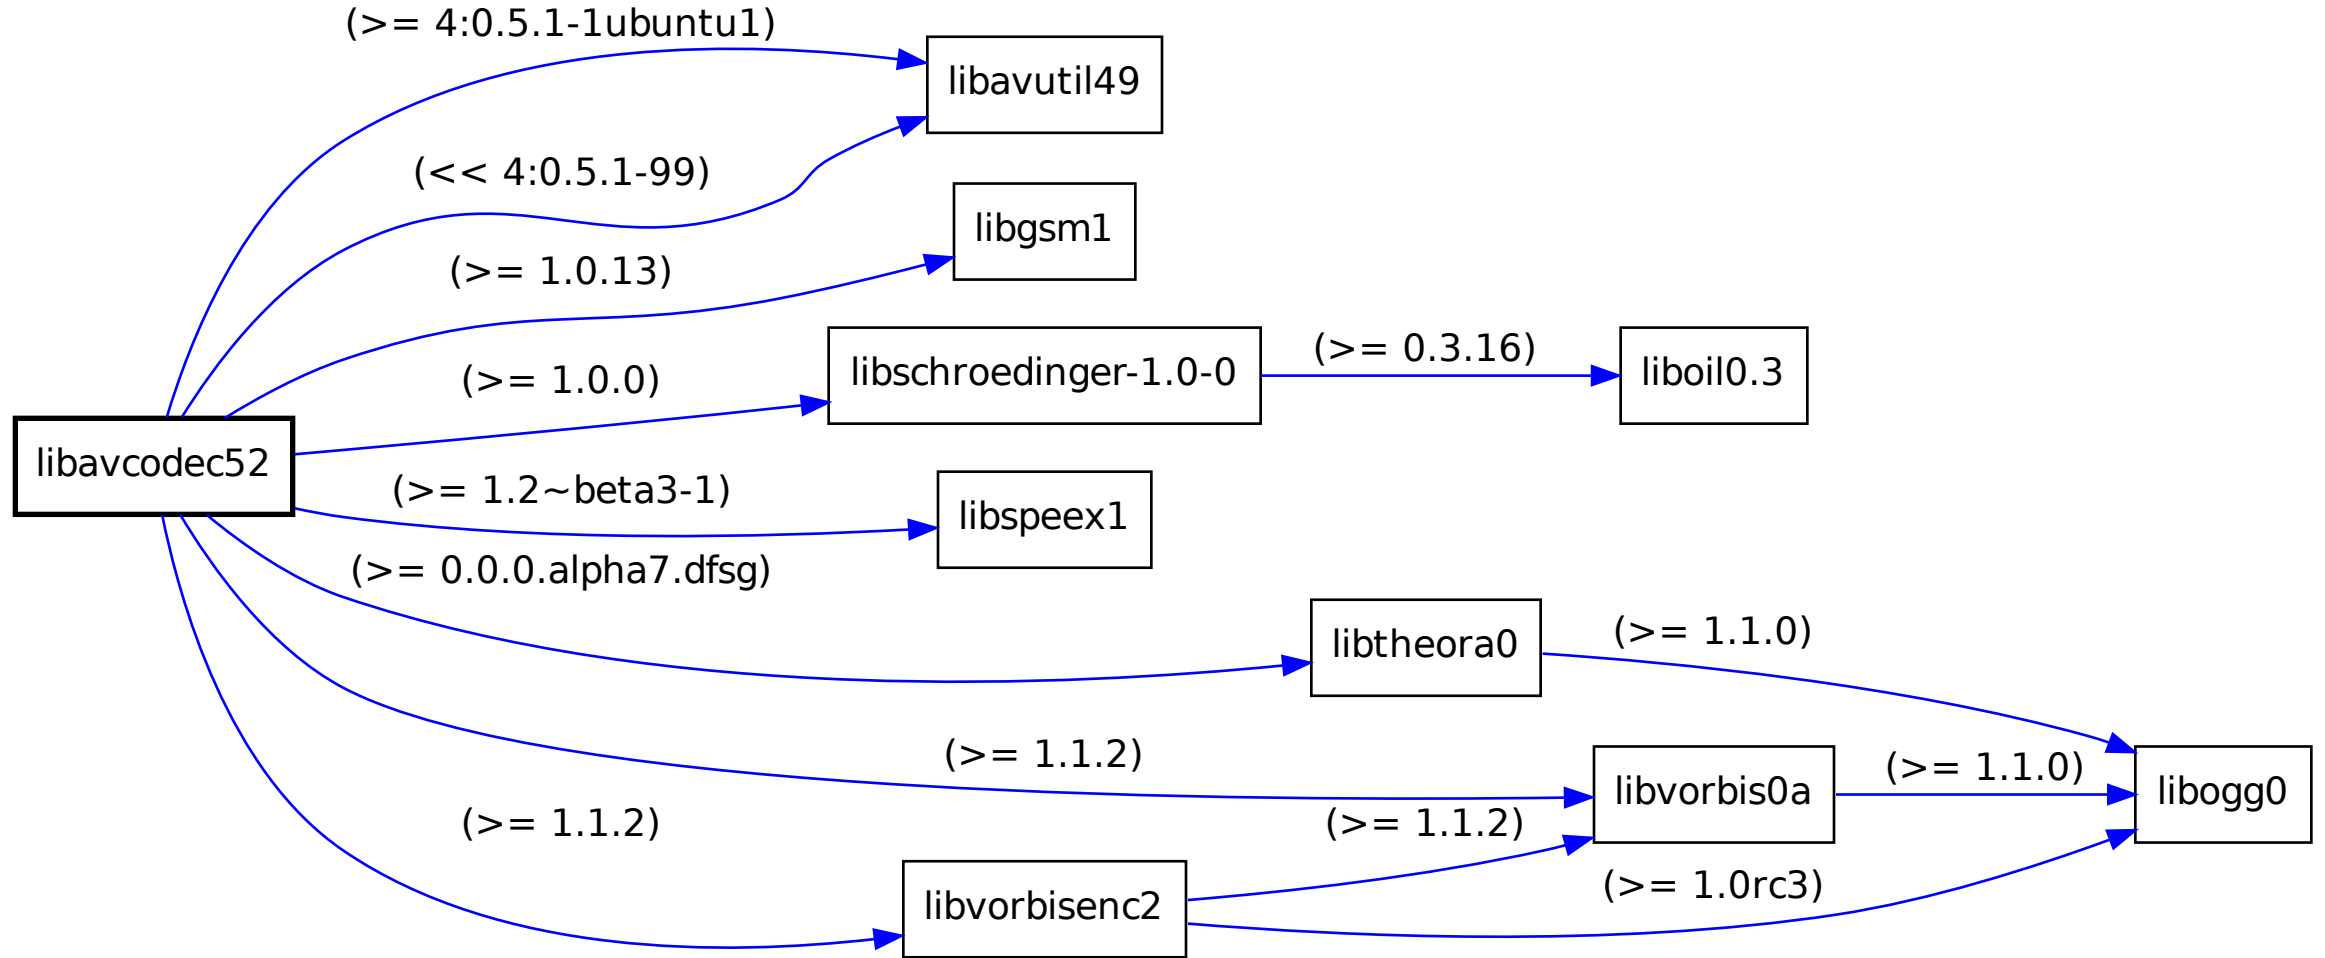 (>= 4:0.5.1-1ubuntu1)
libavutil49
(<< 4:0.5.1-99)
libgsm1
(>= 1.0.13)
(>= 1.0.0)
libschroedinger-1.0-0
(>= 0.3.16)
liboil0.3
libavcodec52
(>= 1.2~beta3-1)
libspeex1
(>= 0.0.0.alpha7.dfsg)
libtheora0
(>= 1.1.0)
(>= 1.1.2)
libvorbis0a
(>= 1.1.0)
libogg0
(>= 1.1.2)
(>= 1.1.2)
libvorbisenc2
(>= 1.0rc3)